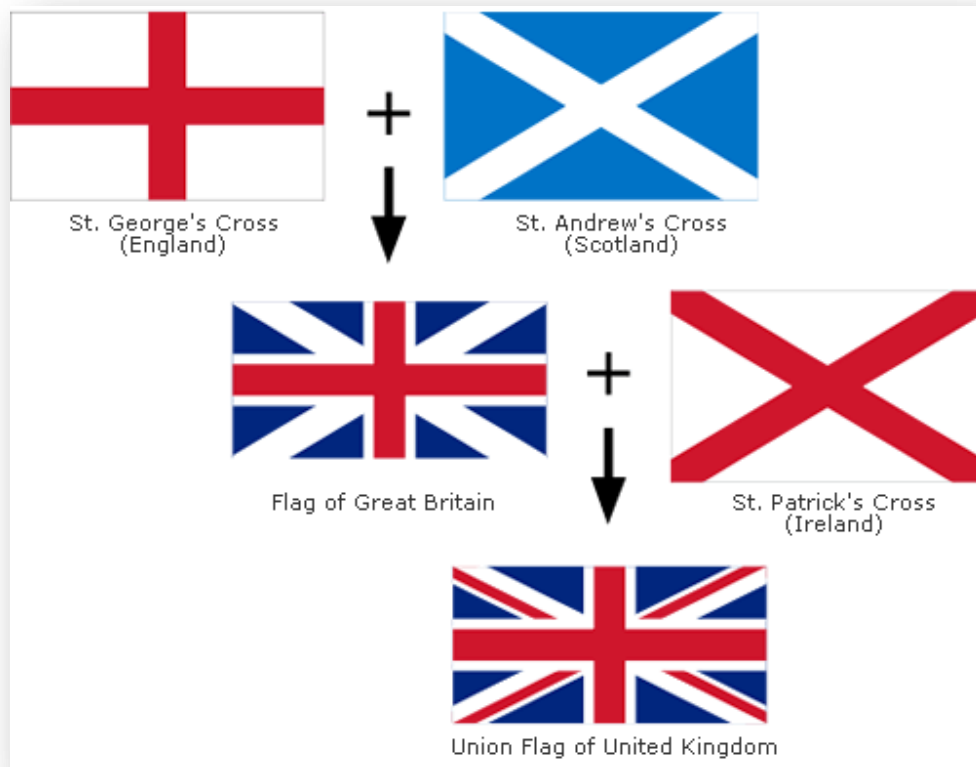 St. George's Cross
(England)
St. Andrew's Cross
(Scotland)
Flag of Great Britain
St. Patrick's Cross
(Ireland)
Union Flag of United Kingdom